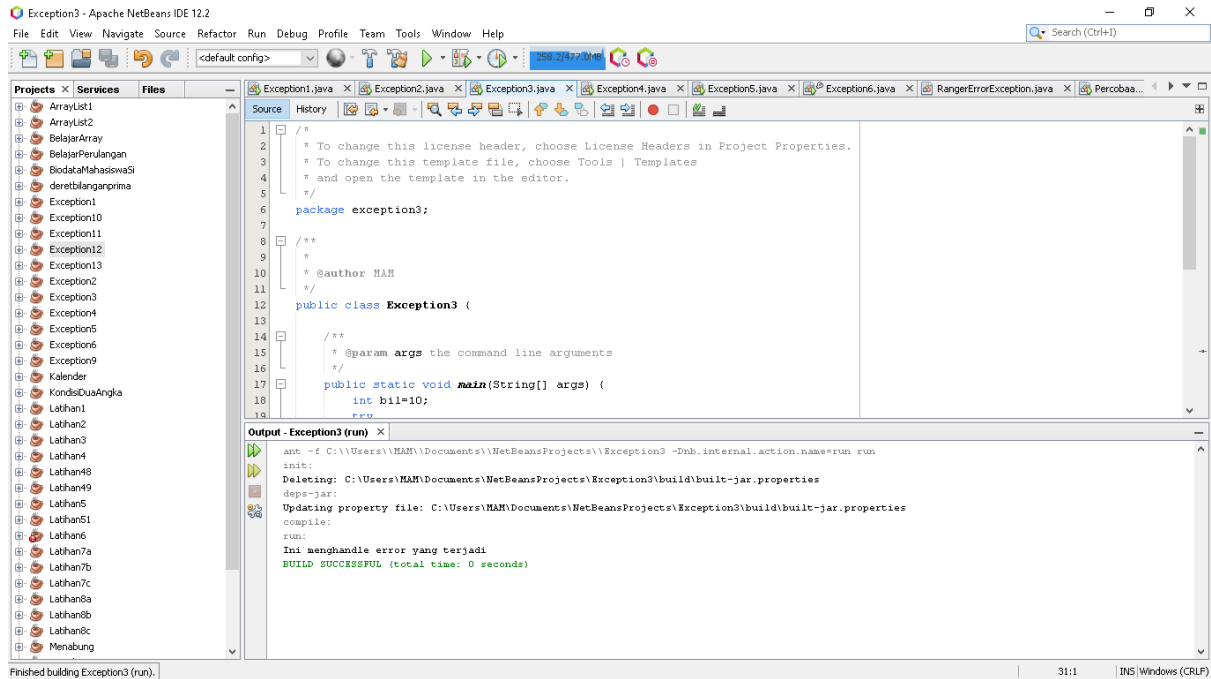 Exception3 - Apache NetBeans IDE 12.2
File Edit View Navigate Source Refactor Run Debug Profile Team Tools Window Help
Search (Ctrl+I)
<default config>
258.2/477.0MB
Projects Services Files
ArrayList1
ArrayList2
BelajarArray
BelajarPerulangan
BiodataMahasiswaSi
deretbilanganprima
Exception1
Exception10
Exception11
Exception12
Exception13
Exception2
Exception3
Exception4
Exception5
Exception6
Exception9
Kalender
KondisiDuaAngka
Latihan1
Latihan2
Latihan3
Latihan4
Latihan48
Latihan49
Latihan5
Latihan51
Latihan6
Latihan7a
Latihan7b
Latihan7c
Latihan8a
Latihan8b
Latihan8c
Menabung
Exception1.java Exception2.java Exception3.java Exception4.java Exception5.java Exception6.java RangerErrorException.java Percobaa...
Source History
1 /*
2 * To change this license header, choose License Headers in Project Properties.
3 * To change this template file, choose Tools | Templates
4 * and open the template in the editor.
5 */
6 package exception3;
7
8 /**
9 *
10 * @author MAM
11 */
12 public class Exception3 {
13
14 /**
15 * @param args the command line arguments
16 */
17 public static void main(String[] args) {
18 int bil=10;
19 try
Output - Exception3 (run)
ant -f C:\\Users\\MAM\\Documents\\NetBeansProjects\\Exception3 -Dnb.internal.action.name=run run
init:
Deleting: C:\Users\MAM\Documents\NetBeansProjects\Exception3\build\built-jar.properties
deps-jar:
Updating property file: C:\Users\MAM\Documents\NetBeansProjects\Exception3\build\built-jar.properties
compile:
run:
Ini menghandle error yang terjadi
BUILD SUCCESSFUL (total time: 0 seconds)
Finished building Exception3 (run).
31:1 INS Windows (CRLF)